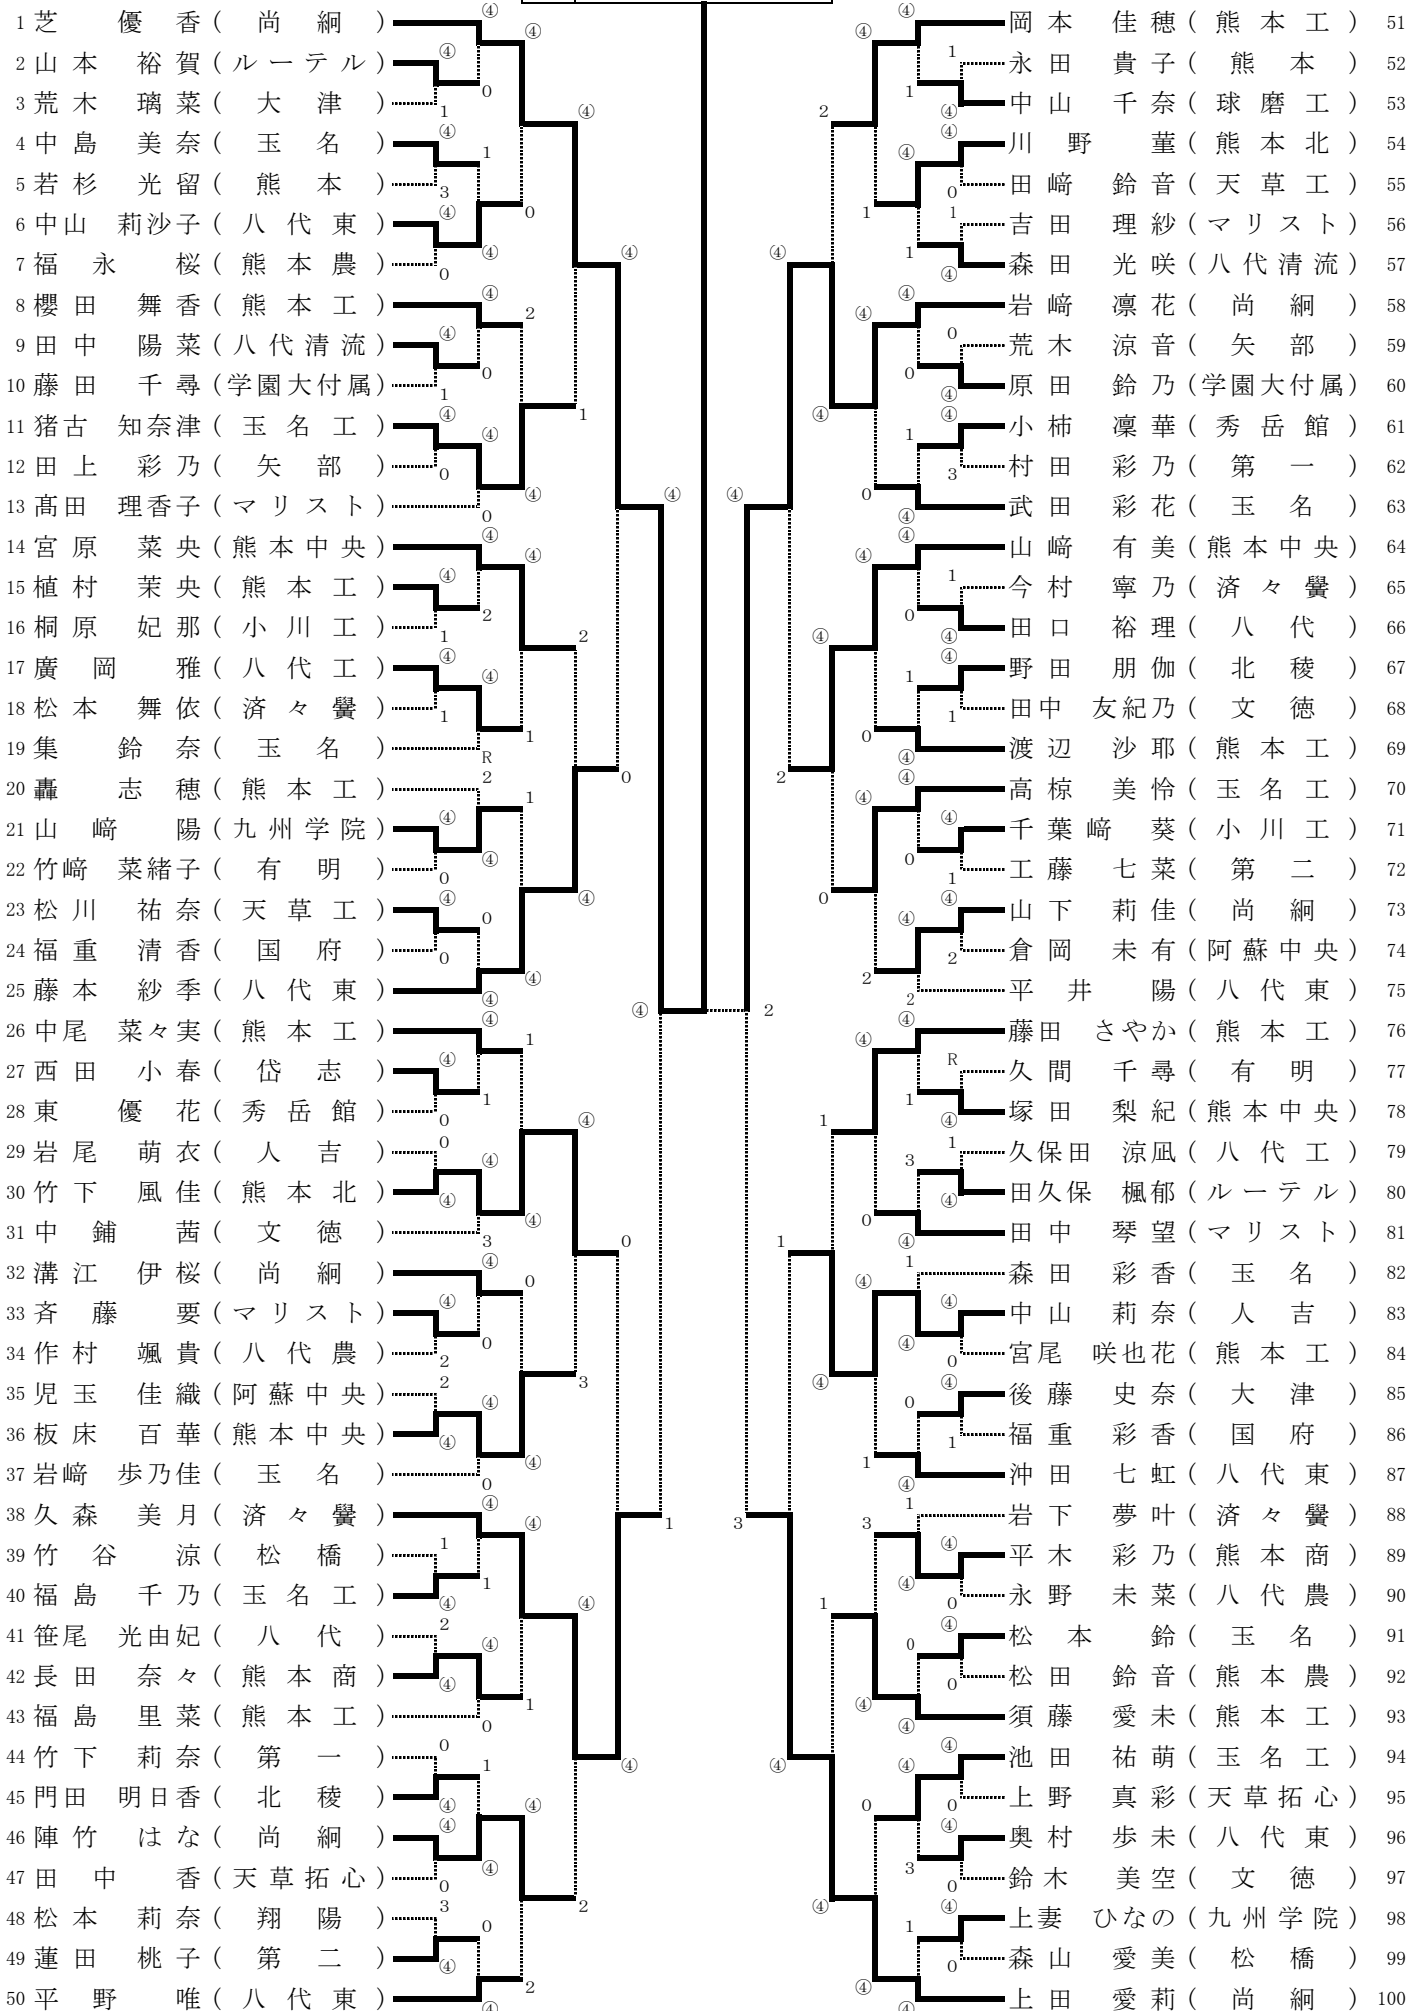 1 芝 優香 ( 尚絅 )
2 山本 裕賀 ( ルーテル )
3 荒木 璃菜 ( 大津 )
4 中島 美奈 ( 玉名 )
5 若杉 光留 ( 熊本 )
6 中山 莉沙子 ( 八代東 )
7 福永 桜 ( 熊本農 )
8 櫻田 舞香 ( 熊本工 )
9 田中 陽菜 ( 八代清流 )
10 藤田 千尋 ( 学園大付属 )
11 猪古 知奈津 ( 玉名工 )
12 田上 彩乃 ( 矢部 )
13 髙田 理香子 ( マリスト )
14 宮原 菜央 ( 熊本中央 )
15 植村 茉央 ( 熊本工 )
16 桐原 妃那 ( 小川工 )
17 廣岡 雅 ( 八代工 )
18 松本 舞依 ( 済々黌 )
19 集 鈴奈 ( 玉名 )
20 轟 志穂 ( 熊本工 )
21 山﨑 陽 ( 九州学院 )
22 竹﨑 菜緒子 ( 有明 )
23 松川 祐奈 ( 天草工 )
24 福重 清香 ( 国府 )
25 藤本 紗季 ( 八代東 )
26 中尾 菜々実 ( 熊本工 )
27 西田 小春 ( 岱志 )
28 東 優花 ( 秀岳館 )
29 岩尾 萌衣 ( 人吉 )
30 竹下 風佳 ( 熊本北 )
31 中鋪 茜 ( 文徳 )
32 溝江 伊桜 ( 尚絅 )
33 斉藤 要 ( マリスト )
34 作村 颯貴 ( 八代農 )
35 児玉 佳織 ( 阿蘇中央 )
36 板床 百華 ( 熊本中央 )
37 岩﨑 歩乃佳 ( 玉名 )
38 久森 美月 ( 済々黌 )
39 竹谷 涼 ( 松橋 )
40 福島 千乃 ( 玉名工 )
41 笹尾 光由妃 ( 八代 )
42 長田 奈々 ( 熊本商 )
43 福島 里菜 ( 熊本工 )
44 竹下 莉奈 ( 第一 )
45 門田 明日香 ( 北稜 )
46 陣竹 はな ( 尚絅 )
47 田中 香 ( 天草拓心 )
48 松本 莉奈 ( 翔陽 )
49 蓮田 桃子 ( 第二 )
50 平野 唯 ( 八代東 )
岡本 佳穂 ( 熊本工 ) 51
永田 貴子 ( 熊本 ) 52
中山 千奈 ( 球磨工 ) 53
川野 菫 ( 熊本北 ) 54
田﨑 鈴音 ( 天草工 ) 55
吉田 理紗 ( マリスト ) 56
森田 光咲 ( 八代清流 ) 57
岩﨑 凛花 ( 尚絅 ) 58
荒木 涼音 ( 矢部 ) 59
原田 鈴乃 ( 学園大付属 ) 60
小柿 凜華 ( 秀岳館 ) 61
村田 彩乃 ( 第一 ) 62
武田 彩花 ( 玉名 ) 63
山﨑 有美 ( 熊本中央 ) 64
今村 寧乃 ( 済々黌 ) 65
田口 裕理 ( 八代 ) 66
野田 朋伽 ( 北稜 ) 67
田中 友紀乃 ( 文徳 ) 68
渡辺 沙耶 ( 熊本工 ) 69
高椋 美怜 ( 玉名工 ) 70
千葉﨑 葵 ( 小川工 ) 71
工藤 七菜 ( 第二 ) 72
山下 莉佳 ( 尚絅 ) 73
倉岡 未有 ( 阿蘇中央 ) 74
平井 陽 ( 八代東 ) 75
藤田 さやか ( 熊本工 ) 76
久間 千尋 ( 有明 ) 77
塚田 梨紀 ( 熊本中央 ) 78
久保田 涼凪 ( 八代工 ) 79
田久保 楓郁 ( ルーテル ) 80
田中 琴望 ( マリスト ) 81
森田 彩香 ( 玉名 ) 82
中山 莉奈 ( 人吉 ) 83
宮尾 咲也花 ( 熊本工 ) 84
後藤 史奈 ( 大津 ) 85
福重 彩香 ( 国府 ) 86
沖田 七虹 ( 八代東 ) 87
岩下 夢叶 ( 済々黌 ) 88
平木 彩乃 ( 熊本商 ) 89
永野 未菜 ( 八代農 ) 90
松本 鈴 ( 玉名 ) 91
松田 鈴音 ( 熊本農 ) 92
須藤 愛未 ( 熊本工 ) 93
池田 祐萌 ( 玉名工 ) 94
上野 真彩 ( 天草拓心 ) 95
奥村 歩未 ( 八代東 ) 96
鈴木 美空 ( 文徳 ) 97
上妻 ひなの ( 九州学院 ) 98
森山 愛美 ( 松橋 ) 99
上田 愛莉 ( 尚絅 ) 100